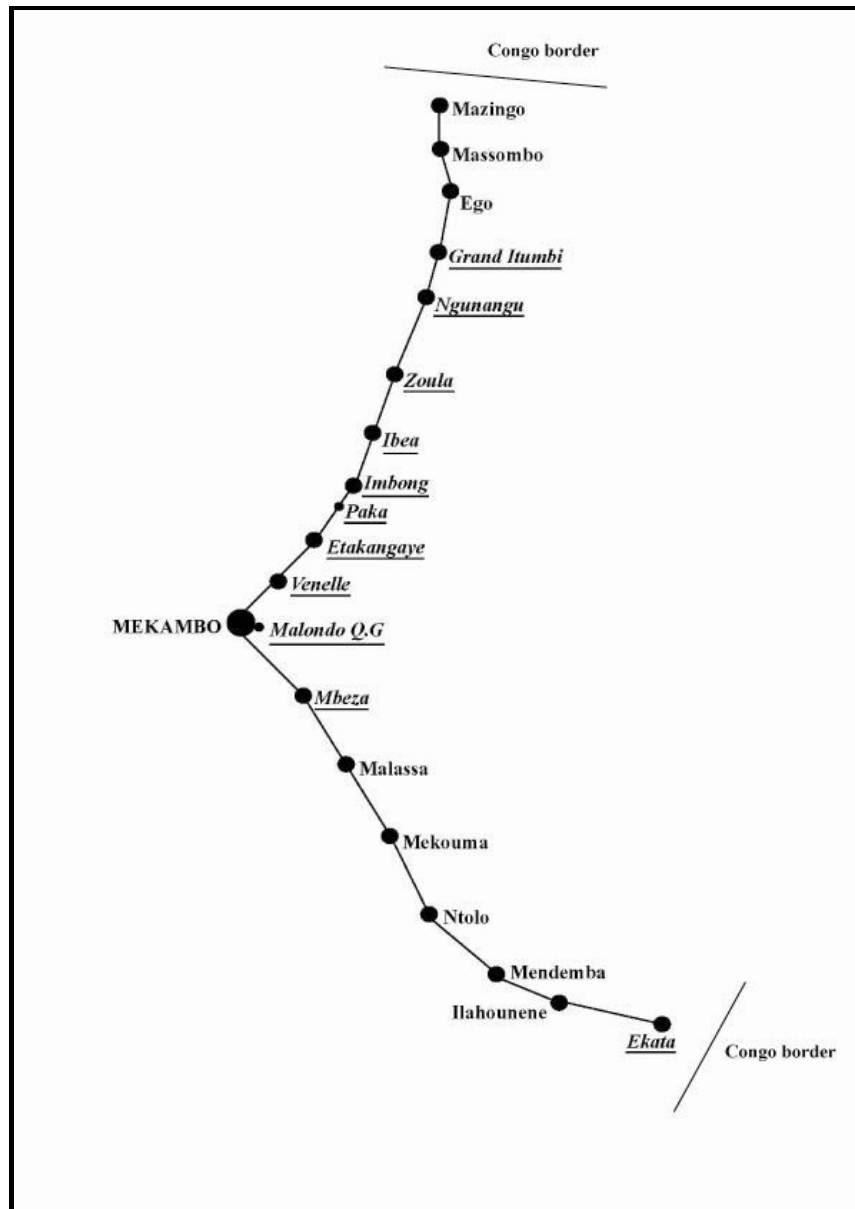 Congo border
Mazingo
Massombo
Ego
Grand Itumbi
Ngunangu
Zoula
Ibea
Imbong
Paka
Etakangaye
Venelle
MEKAMBO
Malondo Q.G
Mbeza
Malassa
Mekouma
Ntolo
Mendemba
Ilahounene
Ekata
Congo border